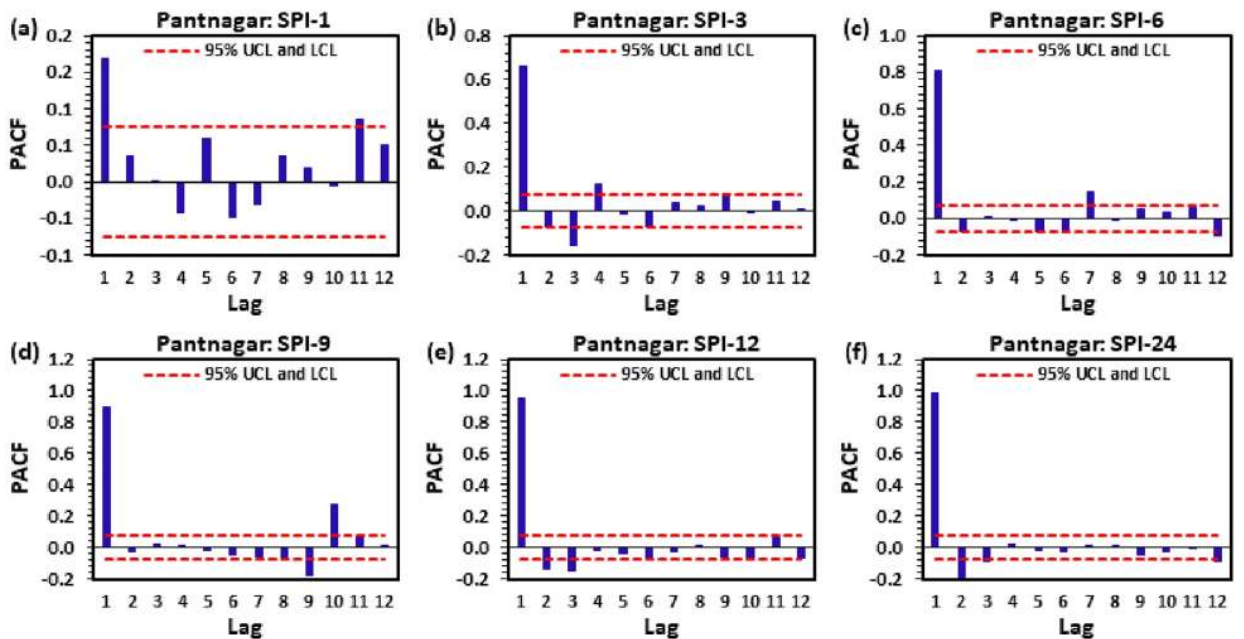 (a) Pantnagar: SPI-1
0.2
0.2
0.1
0.1
0.0
-0.1
-0.1
PACF
95% UCL and LCL
1 2 3 4 5 6 7 8 9 10 11 12
Lag
(b) Pantnagar: SPI-3
0.8
0.6
0.4
0.2
0.0
-0.2
PACF
95% UCL and LCL
1 2 3 4 5 6 7 8 9 10 11 12
Lag
(c) Pantnagar: SPI-6
1.0
0.8
0.6
0.4
0.2
0.0
-0.2
PACF
95% UCL and LCL
1 2 3 4 5 6 7 8 9 10 11 12
Lag
(d) Pantnagar: SPI-9
1.2
1.0
0.8
0.6
0.4
0.2
0.0
-0.2
PACF
95% UCL and LCL
1 2 3 4 5 6 7 8 9 10 11 12
Lag
(e) Pantnagar: SPI-12
1.2
1.0
0.8
0.6
0.4
0.2
0.0
-0.2
PACF
95% UCL and LCL
1 2 3 4 5 6 7 8 9 10 11 12
Lag
(f) Pantnagar: SPI-24
1.2
1.0
0.8
0.6
0.4
0.2
0.0
-0.2
PACF
95% UCL and LCL
1 2 3 4 5 6 7 8 9 10 11 12
Lag